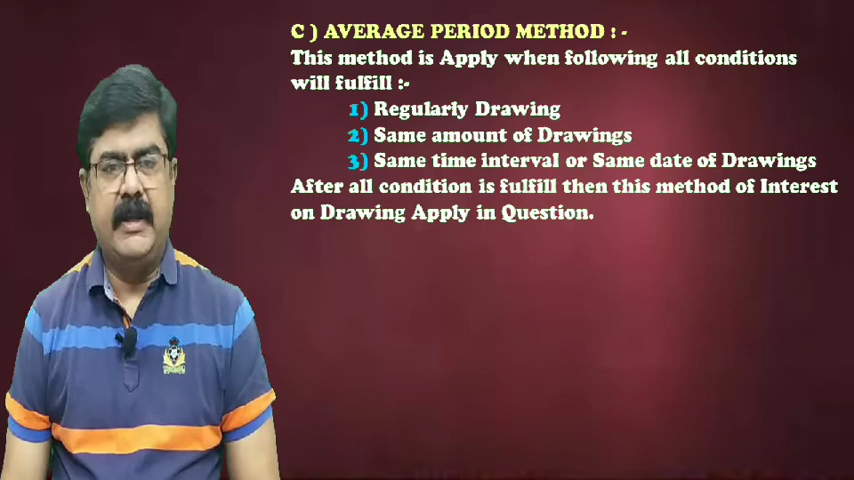 C ) AVERAGE PERIOD METHOD : -
This method is Apply when following all conditions
will fulfill :-
1) Regularly Drawing
2) Same amount of Drawings
3) Same time interval or Same date of Drawings
After all condition is fulfill then this method of Interest
on Drawing Apply in Question.